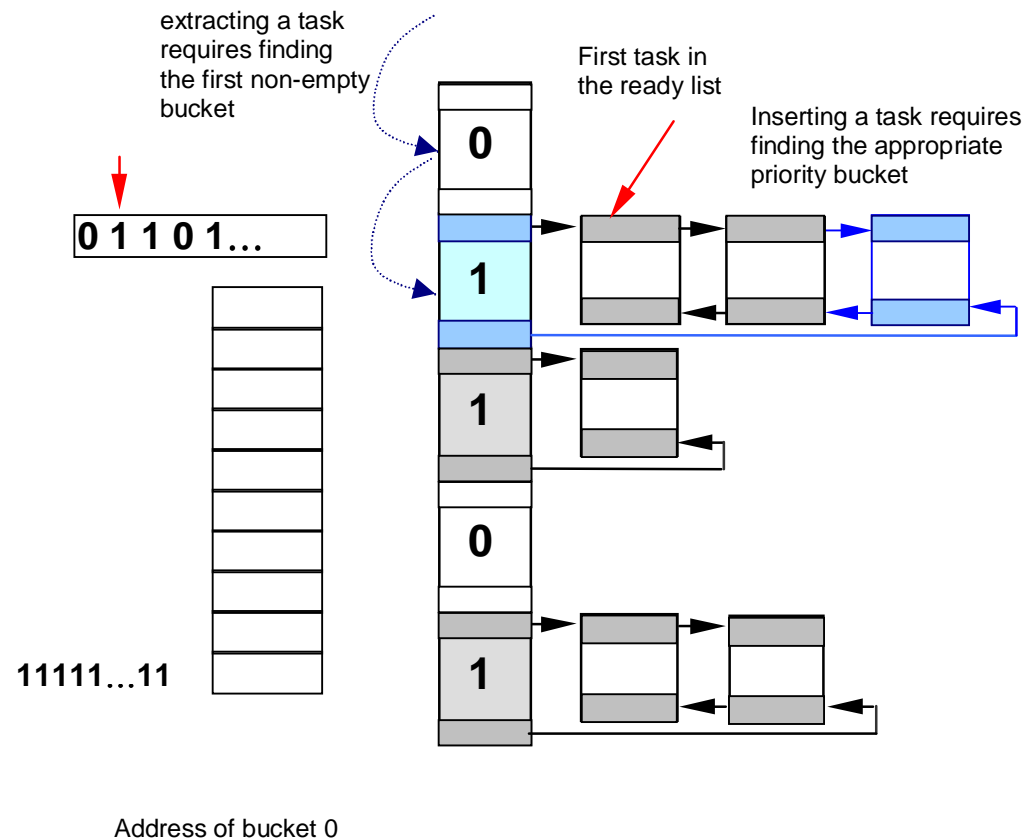 extracting a task
requires finding
the first non-empty
bucket
First task in
the ready list
Inserting a task requires
finding the appropriate
priority bucket
0
0 1 1 0 1...
1
1
0
1
11111...11
Address of bucket 0